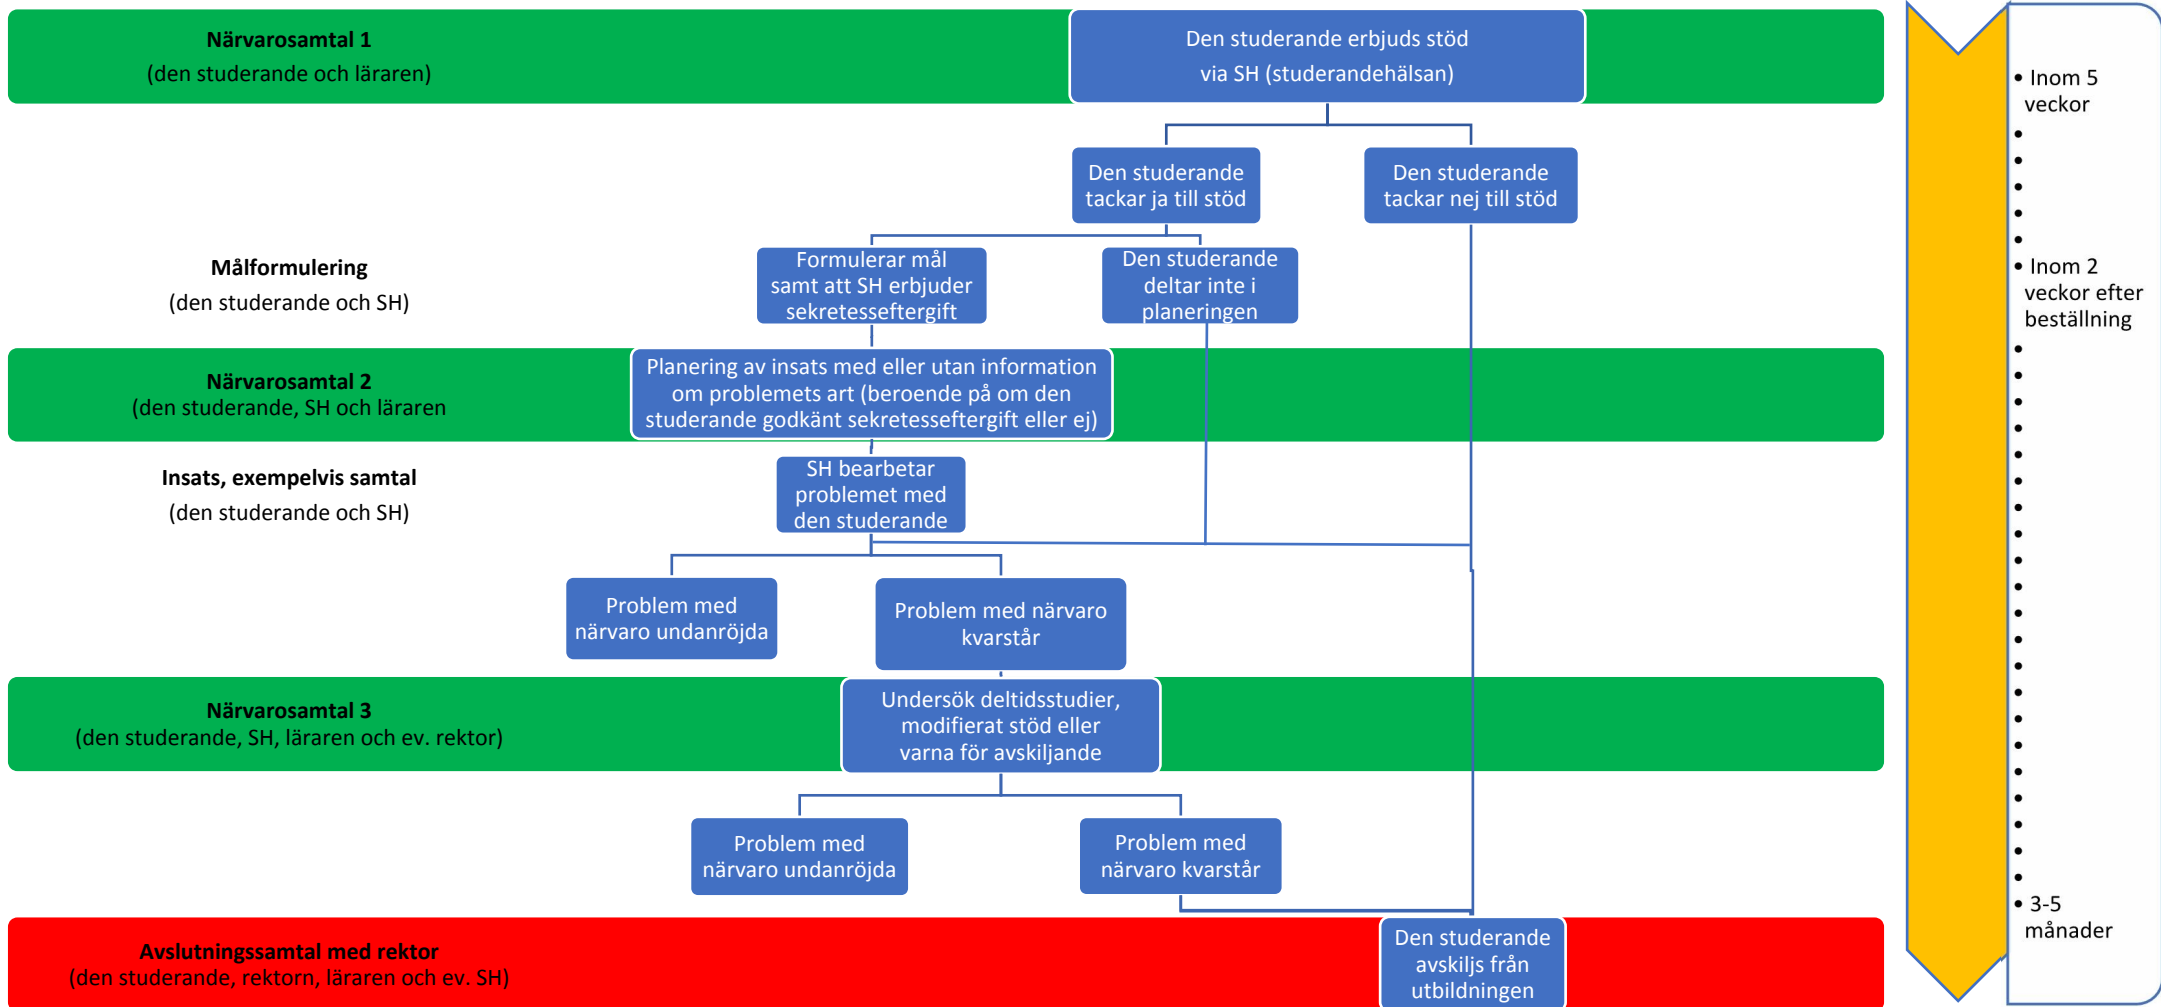 Närvarosamtal 1
(den studerande och läraren)
Den studerande erbjuds stöd
via SH (studerandehälsan)
• Inom 5
veckor
Den studerande
tackar ja till stöd
Den studerande
tackar nej till stöd
Målformulering
(den studerande och SH)
Formulerar mål
samt att SH erbjuder
sekretesseftergift
Den studerande
deltar inte i
planeringen
• Inom 2
veckor efter
beställning
Närvarosamtal 2
(den studerande, SH och läraren
Planering av insats med eller utan information
om problemets art (beroende på om den
studerande godkänt sekretesseftergift eller ej)
Insats, exempelvis samtal
(den studerande och SH)
SH bearbetar
problemet med
den studerande
Problem med
närvaro undanröjda
Problem med närvaro
kvarstår
Närvarosamtal 3
(den studerande, SH, läraren och ev. rektor)
Undersök deltidsstudier,
modifierat stöd eller
varna för avskiljande
Problem med
närvaro undanröjda
Problem med
närvaro kvarstår
• 3-5
månader
Avslutningssamtal med rektor
(den studerande, rektorn, läraren och ev. SH)
Den studerande
avskiljs från
utbildningen